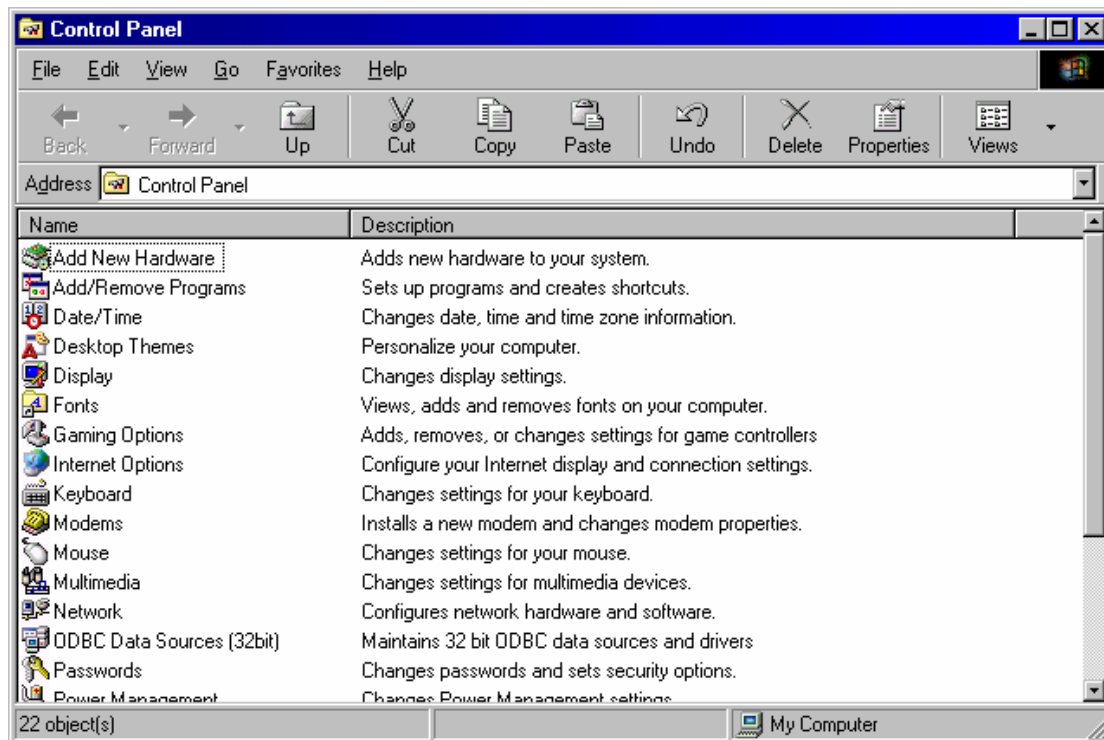 Control Panel
File Edit View Go Favorites Help
Back Forward Up Cut Copy Paste Undo Delete Properties Views
Address Control Panel
Name Description
Add New Hardware Adds new hardware to your system.
Add/Remove Programs Sets up programs and creates shortcuts.
Date/Time Changes date, time and time zone information.
Desktop Themes Personalize your computer.
Display Changes display settings.
Fonts Views, adds and removes fonts on your computer.
Gaming Options Adds, removes, or changes settings for game controllers
Internet Options Configure your Internet display and connection settings.
Keyboard Changes settings for your keyboard.
Modems Installs a new modem and changes modem properties.
Mouse Changes settings for your mouse.
Multimedia Changes settings for multimedia devices.
Network Configures network hardware and software.
ODBC Data Sources (32bit) Maintains 32 bit ODBC data sources and drivers
Passwords Changes passwords and sets security options.
Power Management Changes Power Management settings.
22 object(s) My Computer